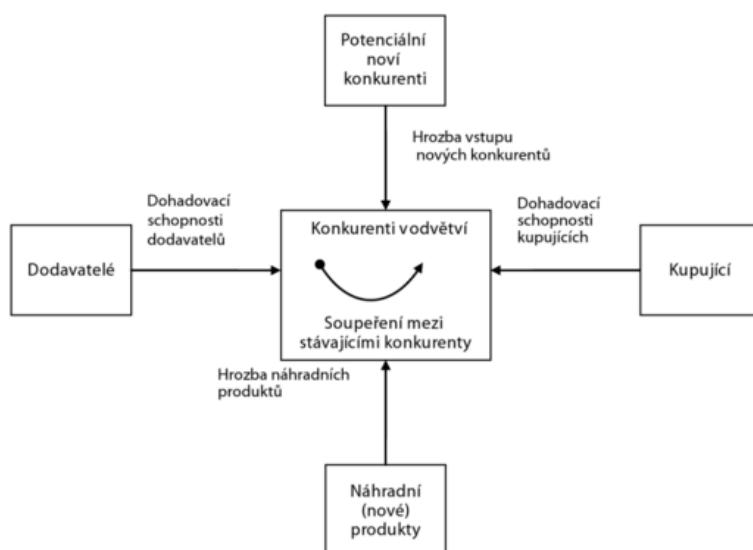 Potenciální
noví
konkurenti
Hrozba vstupu
nových konkurentů
Dohadovací
schopnosti
dodavatelů
Dohadovací
schopnosti
kupujících
Dodavatelé
Konkurenti v odvětví
Soupeření mezi
stávajícími konkurenty
Kupující
Hrozba náhradních
produktů
Náhradní
(nové)
produkty